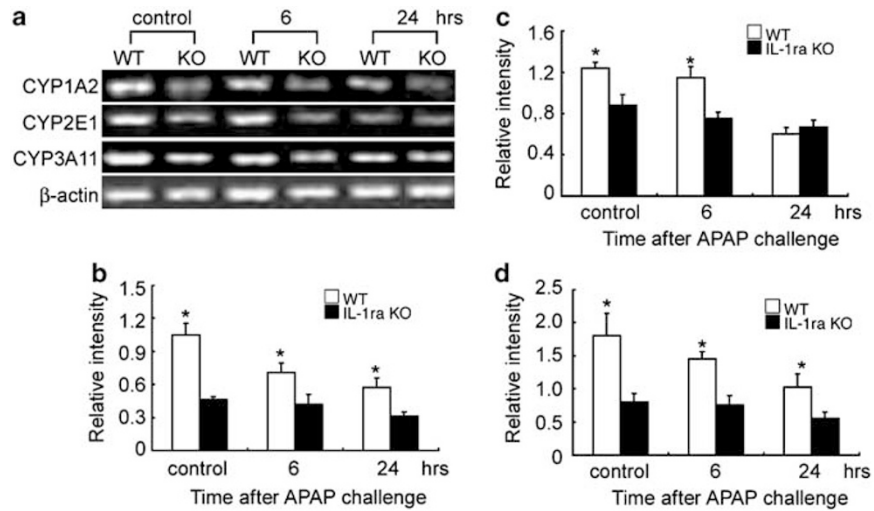 a
control 6 24 hrs
WT KO WT KO WT KO
CYP1A2
CYP2E1
CYP3A11
β-actin
b
Relative intensity
1.5
1.2
0.9
0.6
0.3
0
WT
IL-1ra KO
*
*
*
control 6 24 hrs
Time after APAP challenge
c
Relative intensity
1.6
1.2
0.8
0.4
0
WT
IL-1ra KO
*
*
control 6 24 hrs
Time after APAP challenge
d
Relative intensity
2.5
2.0
1.5
1.0
0.5
0
WT
IL-1ra KO
*
*
*
control 6 24 hrs
Time after APAP challenge